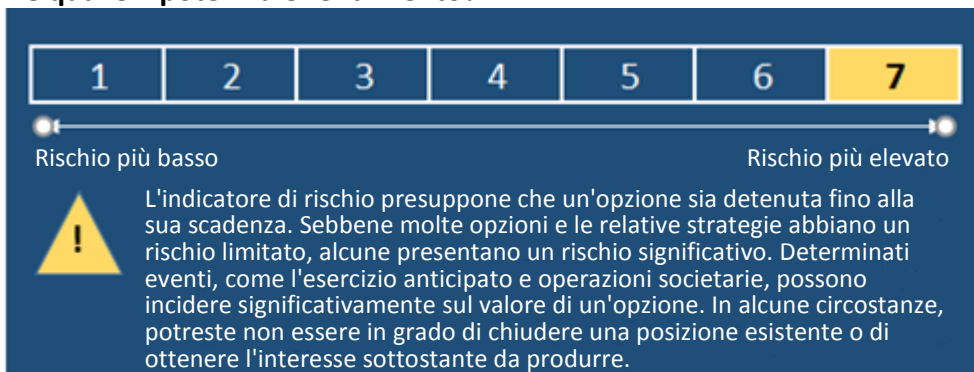 1 2 3 4 5 6 7
Rischio più basso Rischio più elevato
L'indicatore di rischio presuppone che un'opzione sia detenuta fino alla
sua scadenza. Sebbene molte opzioni e le relative strategie abbiano un
rischio limitato, alcune presentano un rischio significativo. Determinati
! eventi, come l'esercizio anticipato e operazioni societarie, possono
incidere significativamente sul valore di un'opzione. In alcune circostanze,
potreste non essere in grado di chiudere una posizione esistente o di
ottenere l'interesse sottostante da produrre.